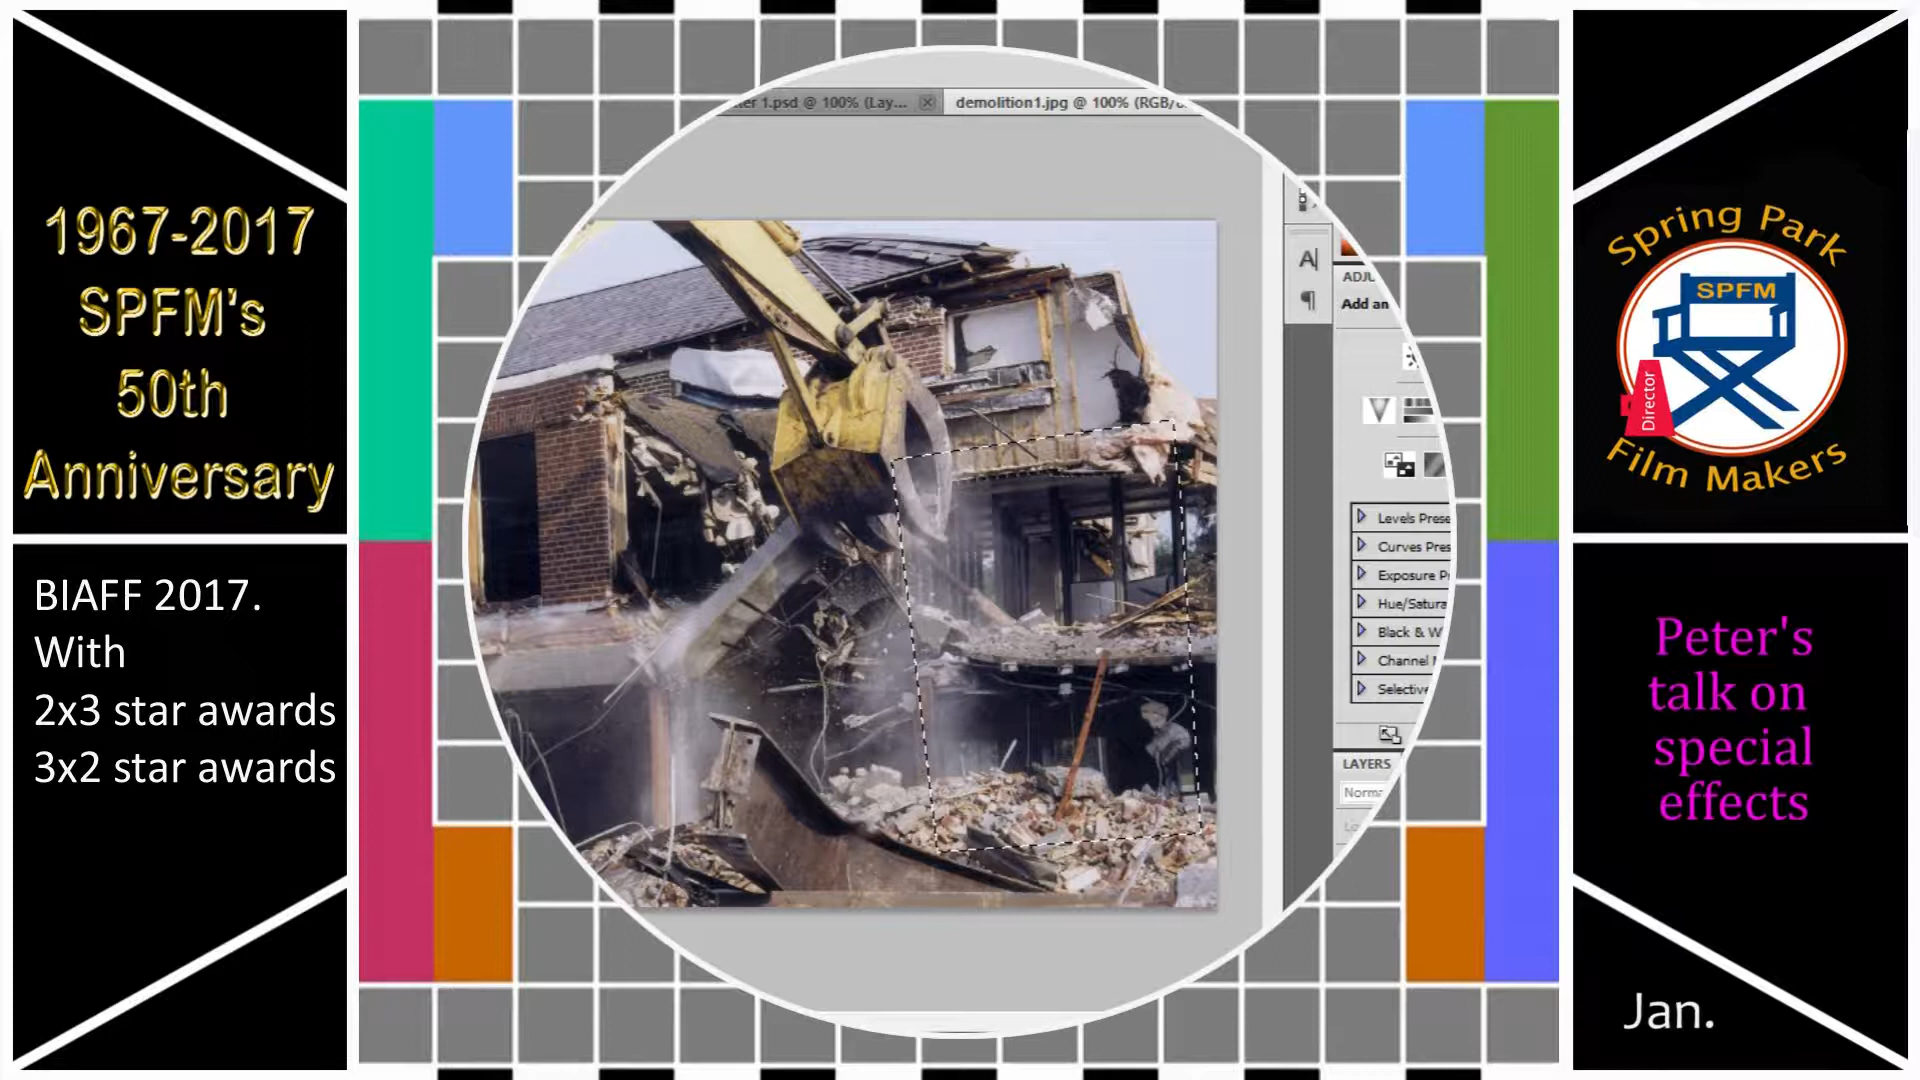 1967-2017
SPFM's
50th
Anniversary
BIAFF 2017.
With
2x3 star awards
3x2 star awards
1.psd @ 100% (Lay...
demolition1.jpg @ 100% (RGB/
A
¶
Add an
Levels Prese
Curves Pres
Exposure P
Hue/Satura
Black & W
Channel
Selective
LAYERS
Norma
Spring Park
SPFM
Director
Film Makers
Peter's
talk on
special
effects
Jan.